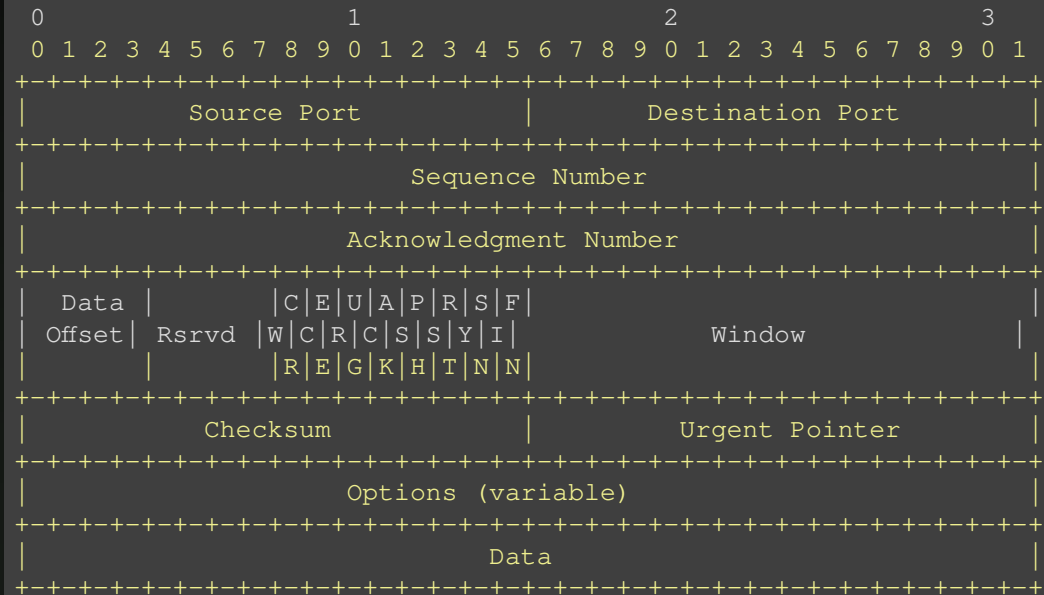 0                   1                   2                   3
 0 1 2 3 4 5 6 7 8 9 0 1 2 3 4 5 6 7 8 9 0 1 2 3 4 5 6 7 8 9 0 1
+-+-+-+-+-+-+-+-+-+-+-+-+-+-+-+-+-+-+-+-+-+-+-+-+-+-+-+-+-+-+-+-+
|          Source Port          |       Destination Port        |
+-+-+-+-+-+-+-+-+-+-+-+-+-+-+-+-+-+-+-+-+-+-+-+-+-+-+-+-+-+-+-+-+
|                        Sequence Number                        |
+-+-+-+-+-+-+-+-+-+-+-+-+-+-+-+-+-+-+-+-+-+-+-+-+-+-+-+-+-+-+-+-+
|                    Acknowledgment Number                      |
+-+-+-+-+-+-+-+-+-+-+-+-+-+-+-+-+-+-+-+-+-+-+-+-+-+-+-+-+-+-+-+-+
|  Data |       |C|E|U|A|P|R|S|F|                               |
| Offset| Rsrvd |W|C|R|C|S|S|Y|I|            Window             |
|       |       |R|E|G|K|H|T|N|N|                               |
+-+-+-+-+-+-+-+-+-+-+-+-+-+-+-+-+-+-+-+-+-+-+-+-+-+-+-+-+-+-+-+-+
|           Checksum            |         Urgent Pointer        |
+-+-+-+-+-+-+-+-+-+-+-+-+-+-+-+-+-+-+-+-+-+-+-+-+-+-+-+-+-+-+-+-+
|                    Options (variable)                         |
+-+-+-+-+-+-+-+-+-+-+-+-+-+-+-+-+-+-+-+-+-+-+-+-+-+-+-+-+-+-+-+-+
|                             Data                              |
+-+-+-+-+-+-+-+-+-+-+-+-+-+-+-+-+-+-+-+-+-+-+-+-+-+-+-+-+-+-+-+-+